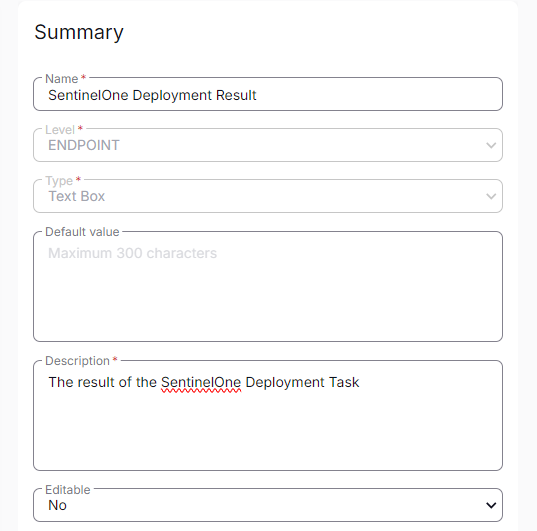 Summary
Name *
SentinelOne Deployment Result
Level *
ENDPOINT
Type *
Text Box
Default value
Maximum 300 characters
Description *
The result of the SentinelOne Deployment Task
Editable
No